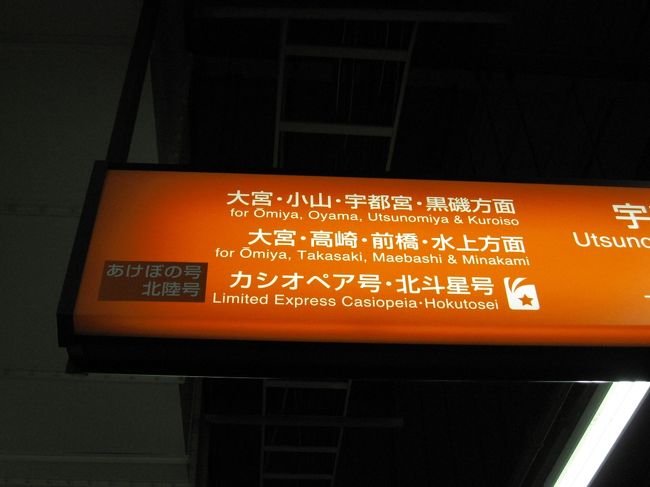 大宮・小山・宇都宮・黒磯方面
for Ōmiya, Oyama, Utsunomiya & Kuroiso
大宮・高崎・前橋・水上方面
for Ōmiya, Takasaki, Maebashi & Minakami
あけぼの号
北陸号
カシオペア号・北斗星号
Limited Express Casiopeia・Hokutosei
宇
Utsuno